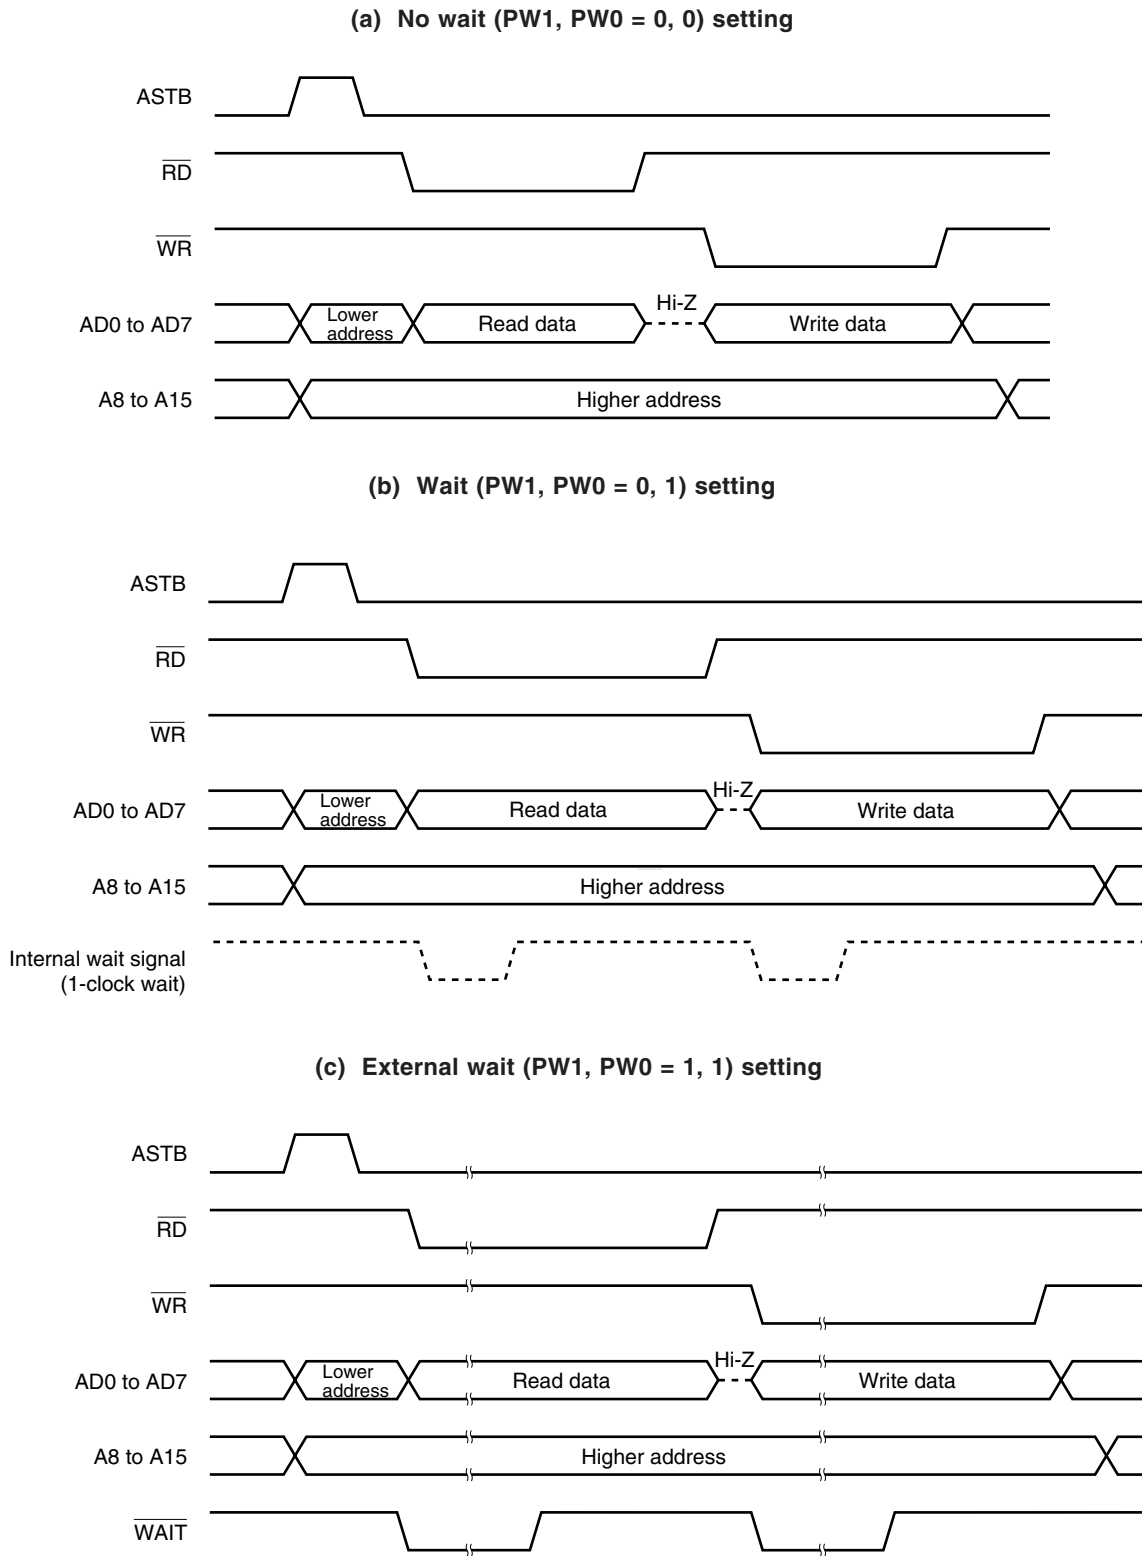 (a) No wait (PW1, PW0 = 0, 0) setting
ASTB
RD
WR
AD0 to AD7
Lower
address
Read data
Hi-Z
Write data
A8 to A15
Higher address
(b) Wait (PW1, PW0 = 0, 1) setting
ASTB
RD
WR
AD0 to AD7
Lower
address
Read data
Hi-Z
Write data
A8 to A15
Higher address
Internal wait signal
(1-clock wait)
(c) External wait (PW1, PW0 = 1, 1) setting
ASTB
RD
WR
AD0 to AD7
Lower
address
Read data
Hi-Z
Write data
A8 to A15
Higher address
WAIT